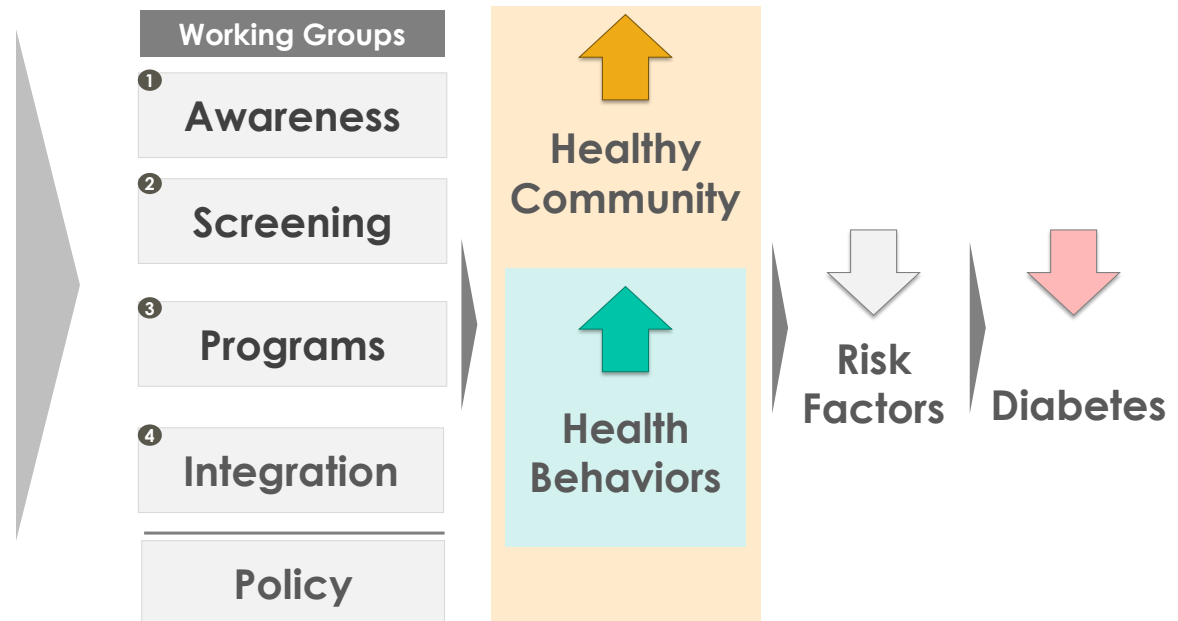 Working Groups
1
Awareness
2
Screening
3
Programs
4
Integration
Policy
Healthy
Community
Health
Behaviors
Risk
Factors
Diabetes